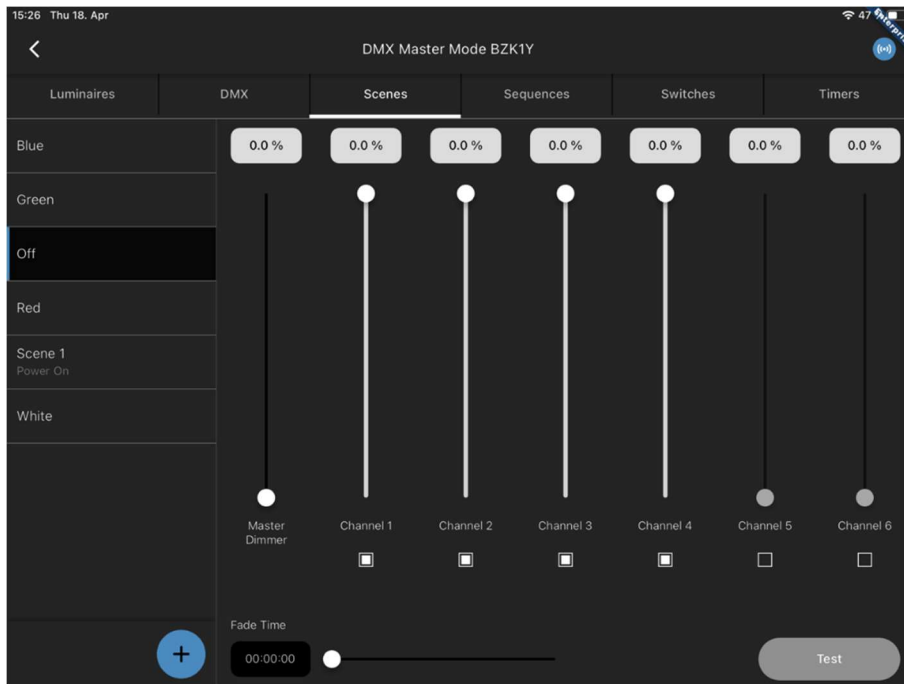 15:26 Thu 18. Apr
47
DMX Master Mode BZK1Y
Luminaires DMX Scenes Sequences Switches Timers
Blue
Green
Off
Red
Scene 1
Power On
White
0.0 % 0.0 % 0.0 % 0.0 % 0.0 % 0.0 % 0.0 %
Master Dimmer
Channel 1 Channel 2 Channel 3 Channel 4 Channel 5 Channel 6
Fade Time
00:00:00
Test